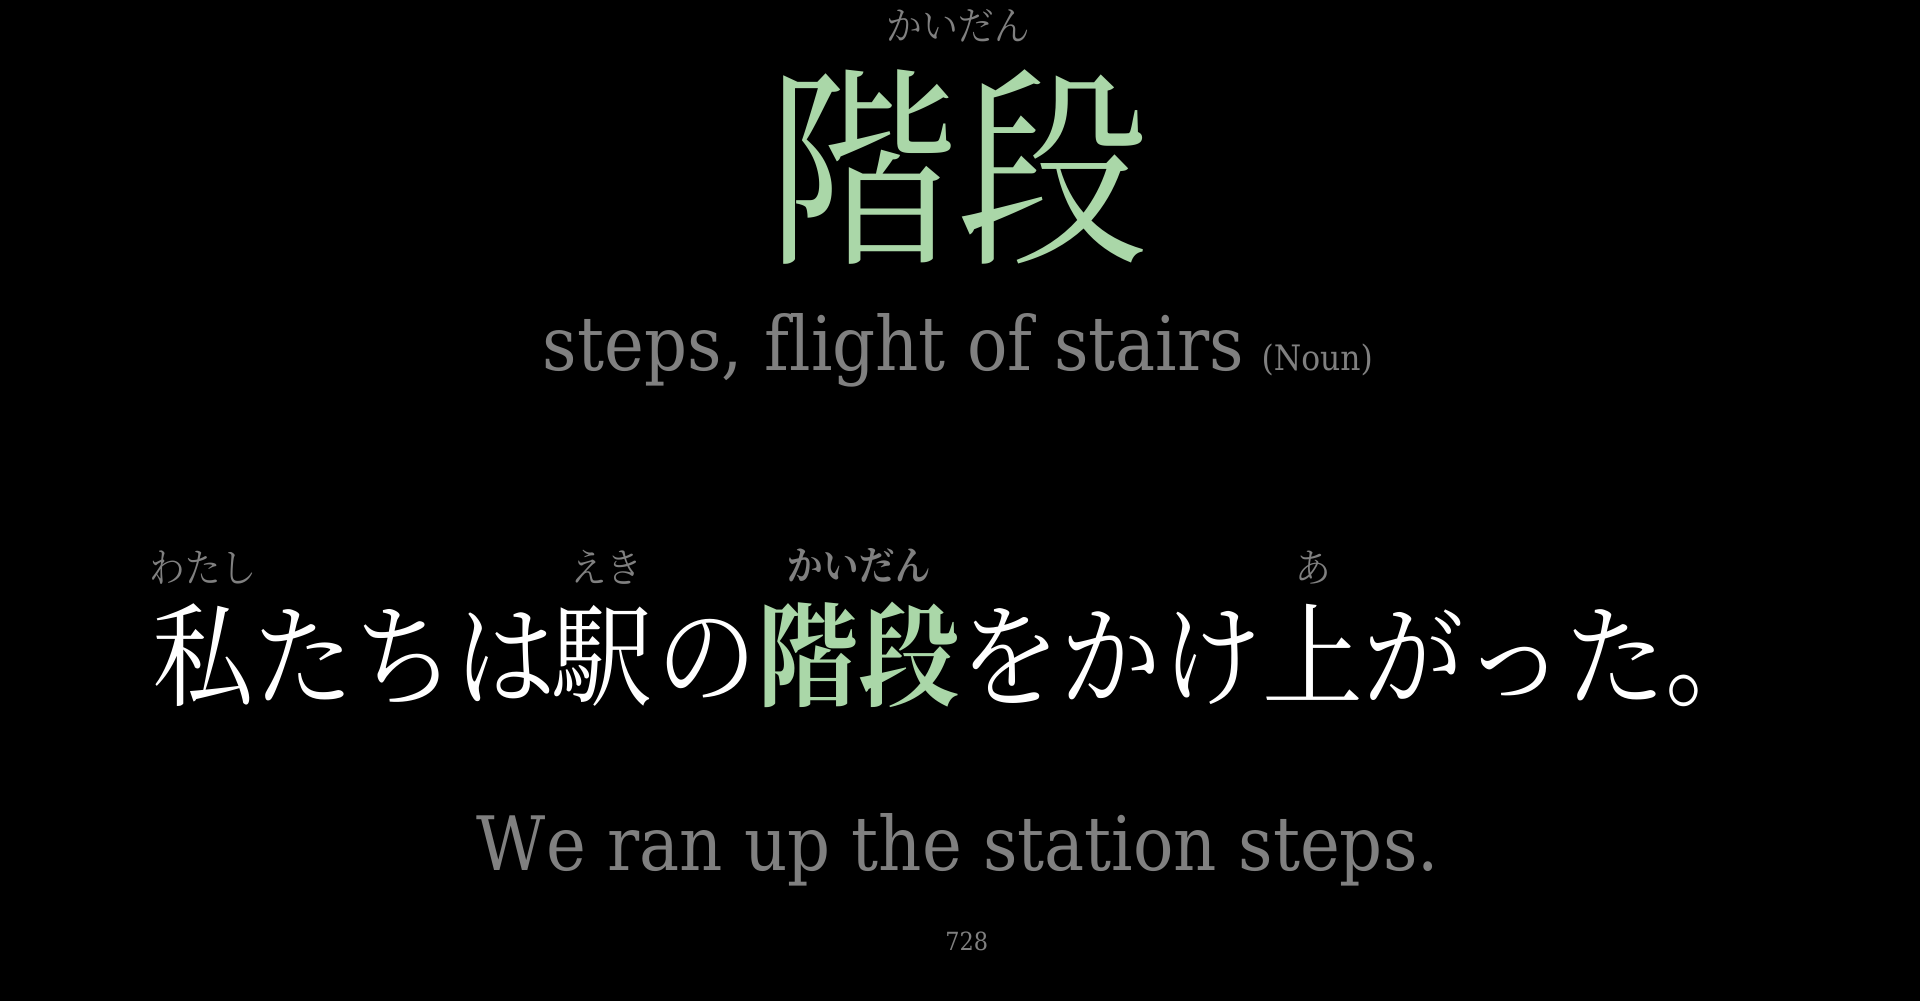 かいだん
階段
steps, flight of stairs (Noun)
わたし えき かいだん あ
私たちは駅の階段をかけ上がった。
We ran up the station steps.
728